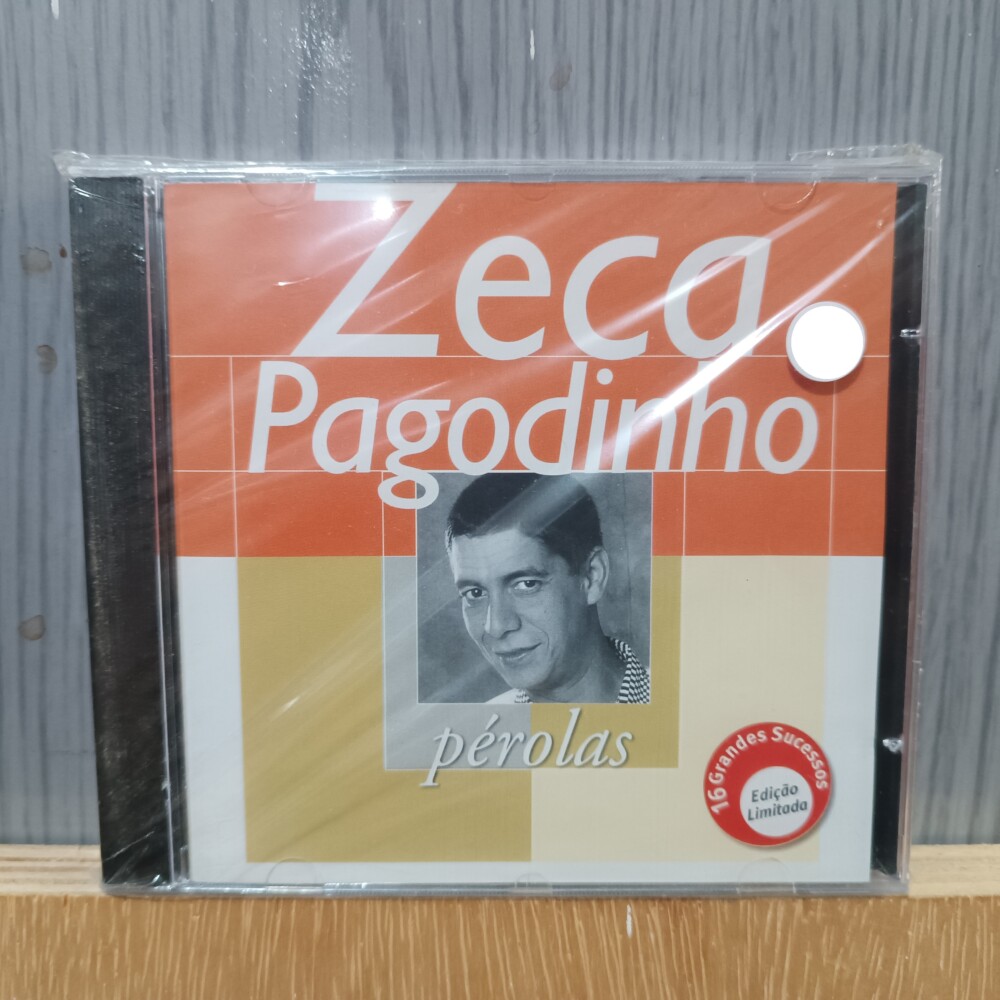 Zeca
Pagodinho
pérolas
16 Grandes Sucessos
Edição
Limitada